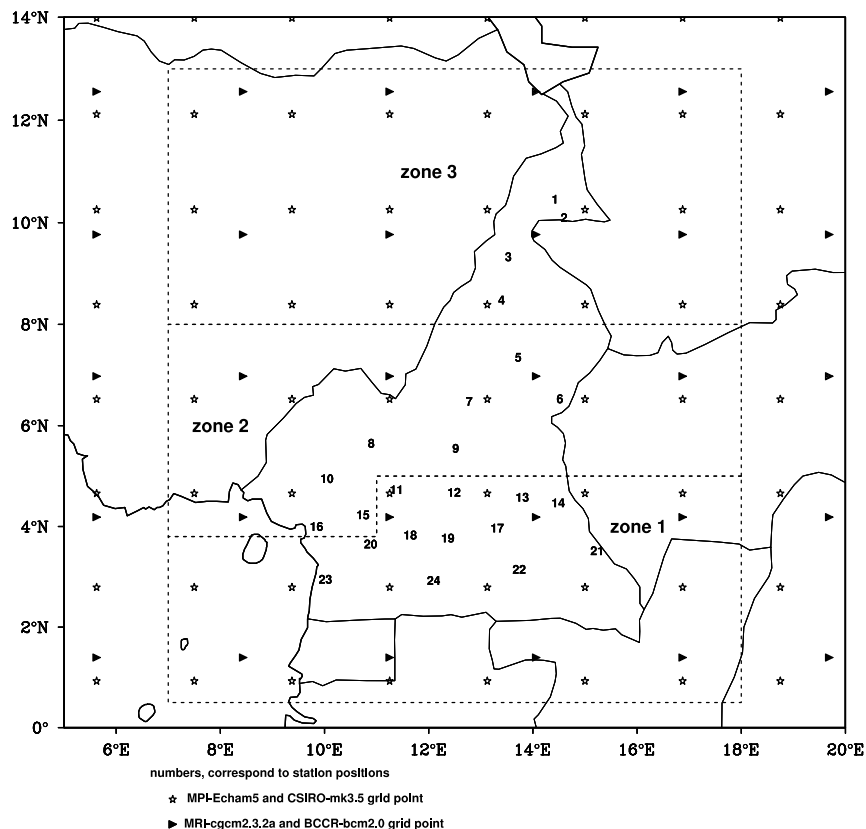 14°N
12°N
zone 3
1
10°N
2
3
4
8°N
5
7
6
6°N
zone 2
8
9
10
11
12
13
14
4°N
16
15
18
17
zone 1
20
19
21
23
24
22
2°N
0°
6°E 8°E 10°E 12°E 14°E 16°E 18°E 20°E
numbers, correspond to station positions
MPI-Echam5 and CSIRO-mk3.5 grid point
MRI-cgcm2.3.2a and BCCR-bcm2.0 grid point